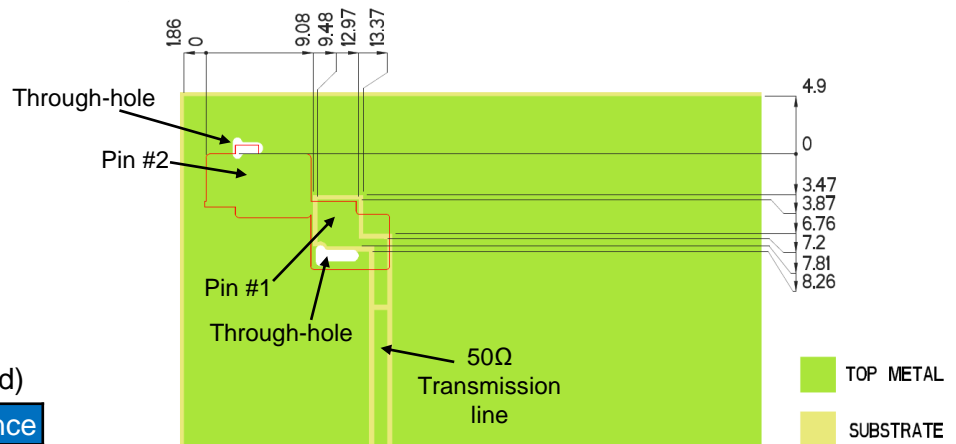 1.86
0
9.08
9.48
12.97
13.37
4.9
0
3.47
3.87
6.76
7.2
7.81
8.26
Through-hole
Pin #2
Pin #1
Through-hole
50Ω
Transmission
line
d)
nce
TOP METAL
SUBSTRATE